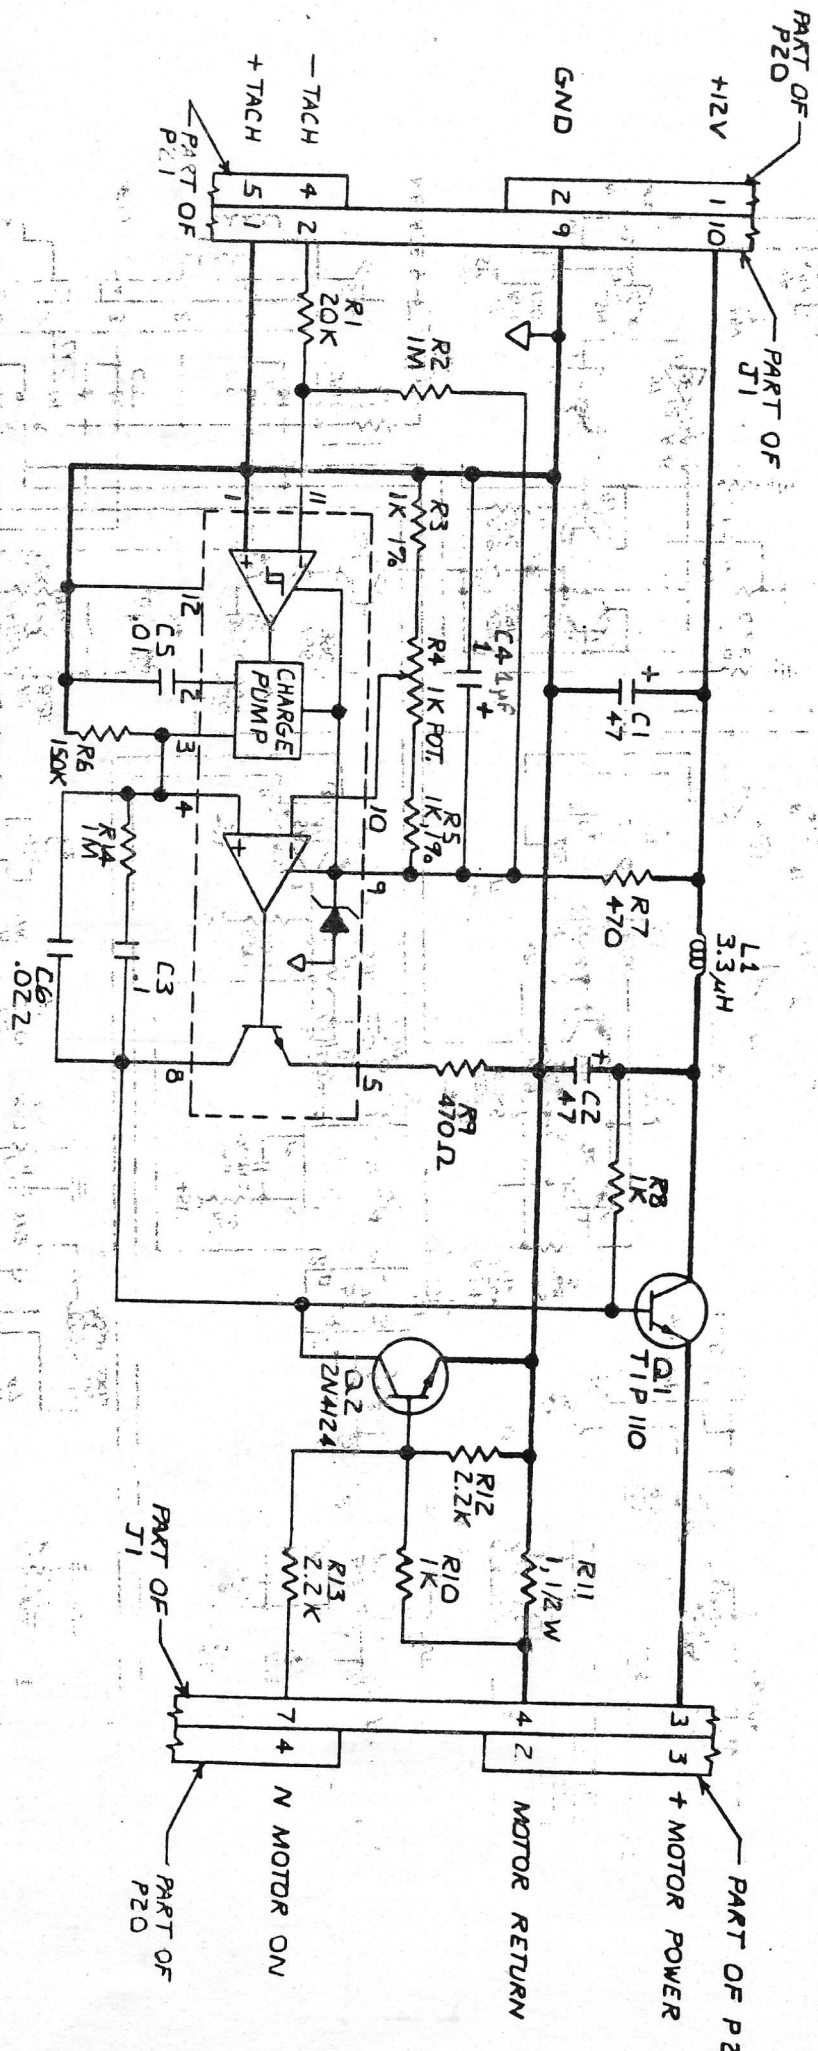 PART OF
P20
+12V
GND
- TACH
+ TACH
PART OF
P21
1
10
2
9
4
2
5
1
PART OF
J1
R1
20K
R2
1M
R3
1K 1%
11
1
12
C5
.01
2
CHARGE
PUMP
3
R6
150K
4
R4
1K POT.
C4 1µF
1
+
R5
1K,1%
10
9
+
C1
47
R7
470
L1
3.3µH
+
-
+
-
R14
1M
C3
.1
C6
.022
8
5
R9
470Ω
+
C2
47
R8
1K
Q1
TIP 110
Q2
2N4124
R12
2.2K
R10
1K
R13
2.2K
R11
1, 1/2 W
PART OF
J1
3
3
4
2
7
4
+ MOTOR POWER
MOTOR RETURN
N MOTOR ON
PART OF
P20
PART OF P2